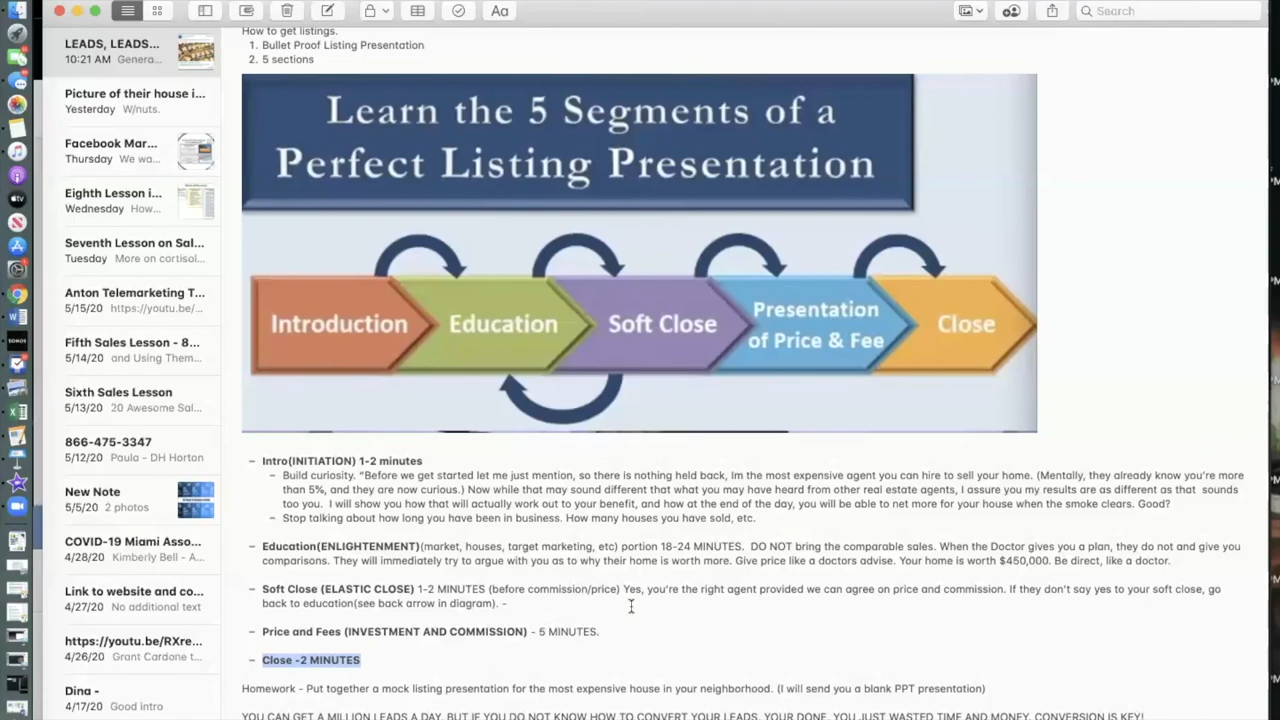 Aa
Search
LEADS, LEADS...
10:21 AM Genera...
Picture of their house i...
Yesterday W/nuts.
Facebook Mar...
Thursday We wa...
Eighth Lesson i...
Wednesday How...
Seventh Lesson on Sal...
Tuesday More on cortisol...
Anton Telemarketing T...
5/15/20 https://youtu.be/...
Fifth Sales Lesson - 8...
5/14/20 and Using Them...
Sixth Sales Lesson
5/13/20 20 Awesome Sal...
866-475-3347
5/12/20 Paula - DH Horton
New Note
5/5/20 2 photos
COVID-19 Miami Asso...
4/28/20 Kimberly Bell - A...
Link to website and co...
4/27/20 No additional text
https://youtu.be/RXre...
4/26/20 Grant Cardone t...
Dina -
4/17/20 Good intro
How to get listings.
1. Bullet Proof Listing Presentation
2. 5 sections
Learn the 5 Segments of a
Perfect Listing Presentation
Introduction
Education
Soft Close
Presentation
of Price & Fee
Close
– Intro(INITIATION) 1-2 minutes
– Build curiosity. "Before we get started let me just mention, so there is nothing held back, Im the most expensive agent you can hire to sell your home. (Mentally, they already know you're more
than 5%, and they are now curious.) Now while that may sound different that what you may have heard from other real estate agents, I assure you my results are as different as that sounds
too you. I will show you how that will actually work out to your benefit, and how at the end of the day, you will be able to net more for your house when the smoke clears. Good?
– Stop talking about how long you have been in business. How many houses you have sold, etc.
– Education(ENLIGHTENMENT)(market, houses, target marketing, etc) portion 18-24 MINUTES. DO NOT bring the comparable sales. When the Doctor gives you a plan, they do not and give you
comparisons. They will immediately try to argue with you as to why their home is worth more. Give price like a doctors advise. Your home is worth $450,000. Be direct, like a doctor.
– Soft Close (ELASTIC CLOSE) 1-2 MINUTES (before commission/price) Yes, you're the right agent provided we can agree on price and commission. If they don't say yes to your soft close, go
back to education(see back arrow in diagram). -
– Price and Fees (INVESTMENT AND COMMISSION) - 5 MINUTES.
– Close -2 MINUTES
Homework - Put together a mock listing presentation for the most expensive house in your neighborhood. (I will send you a blank PPT presentation)
YOU CAN GET A MILLION LEADS A DAY, BUT IF YOU DO NOT KNOW HOW TO CONVERT YOUR LEADS, YOUR DONE. YOU JUST WASTED TIME AND MONEY. CONVERSION IS KEY!